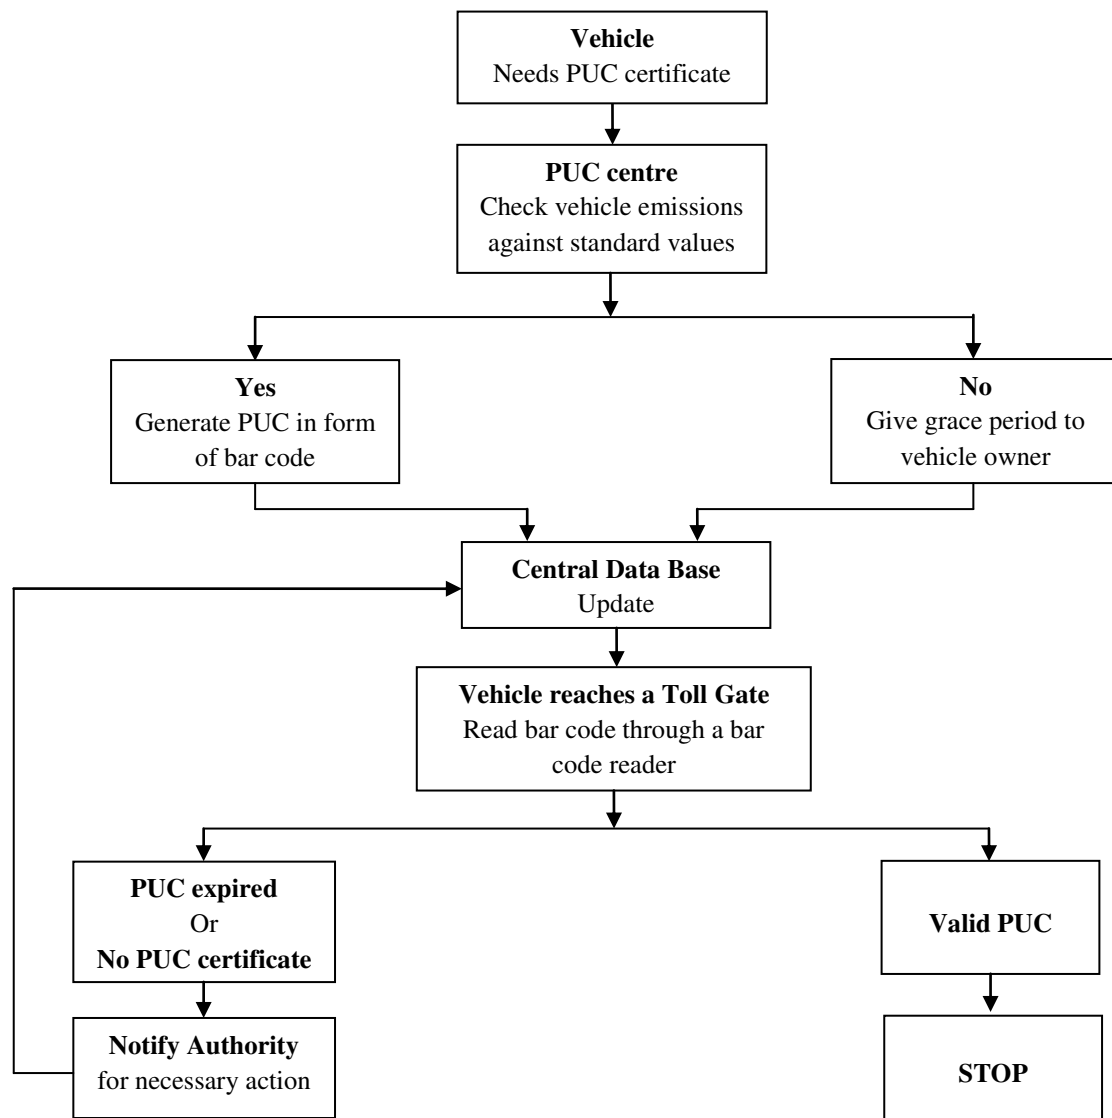 Vehicle
Needs PUC certificate
PUC centre
Check vehicle emissions
against standard values
Yes
Generate PUC in form
of bar code
No
Give grace period to
vehicle owner
Central Data Base
Update
Vehicle reaches a Toll Gate
Read bar code through a bar
code reader
PUC expired
Or
No PUC certificate
Valid PUC
Notify Authority
for necessary action
STOP